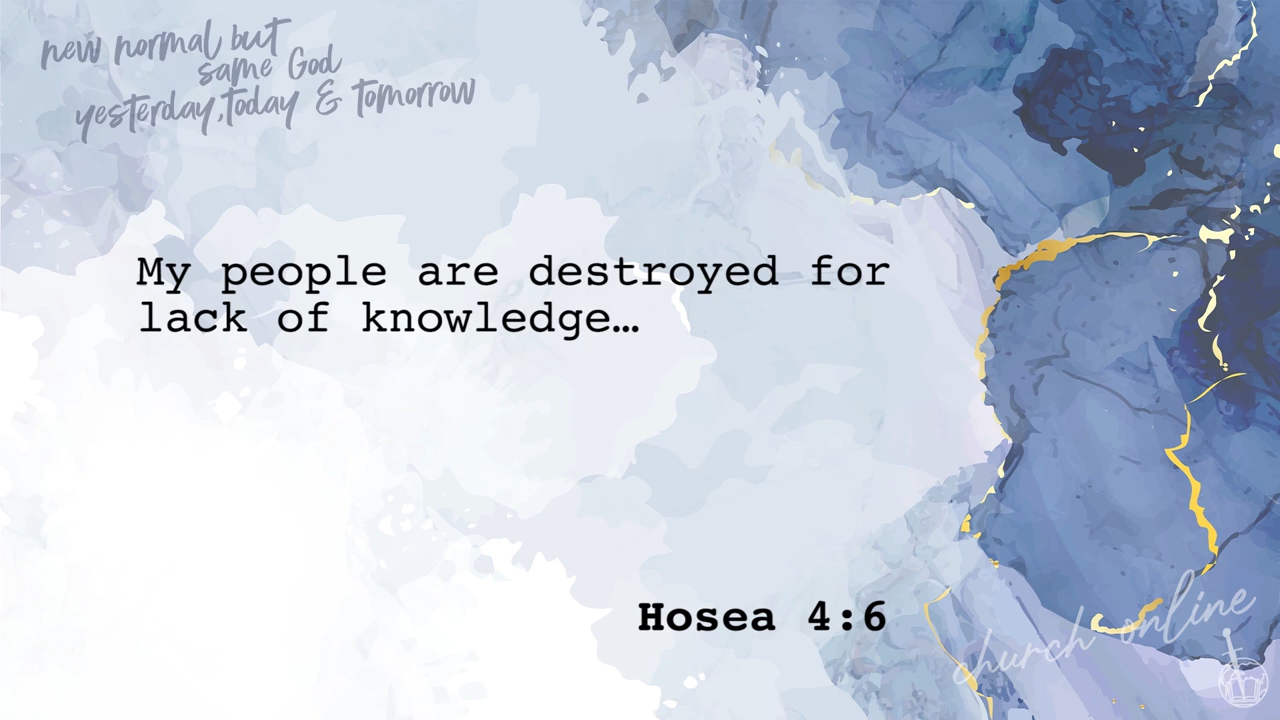 new normal but
same God
yesterday,today & tomorrow
My people are destroyed for
lack of knowledge…
Hosea 4:6
church online